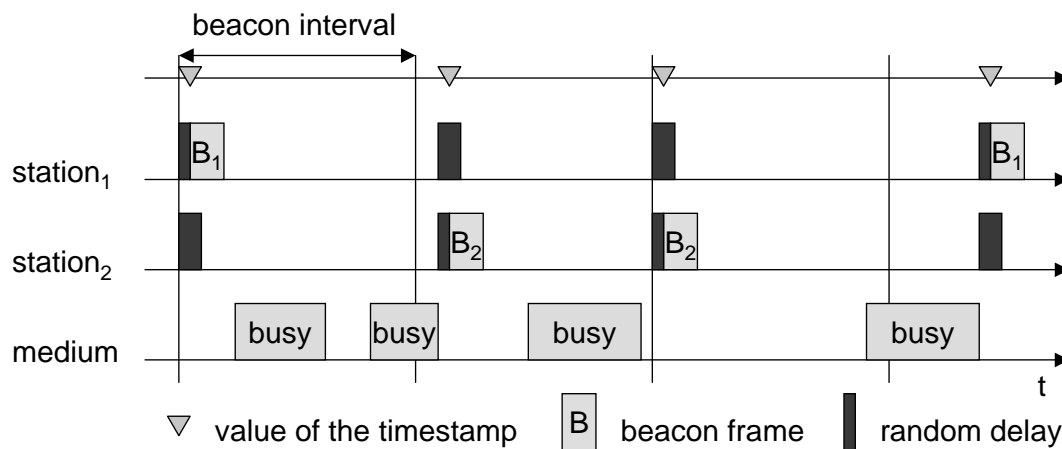 beacon interval
station₁ B₁ B₁
station₂ B₂ B₂
medium busy busy busy busy
t
value of the timestamp B beacon frame random delay